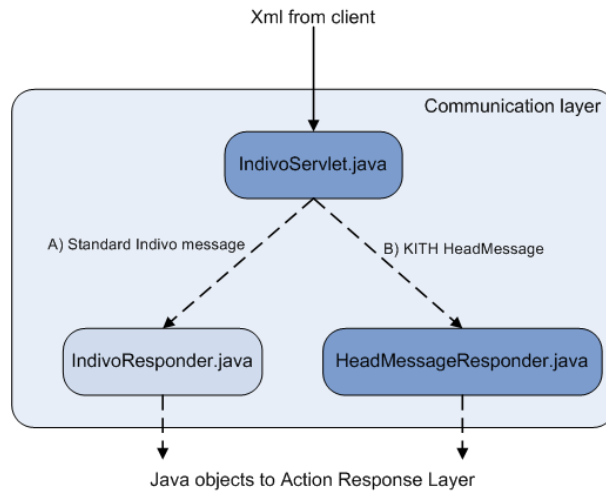 Xml from client
Communication layer
IndivoServlet.java
A) Standard Indivo message
B) KITH HeadMessage
IndivoResponder.java
HeadMessageResponder.java
Java objects to Action Response Layer